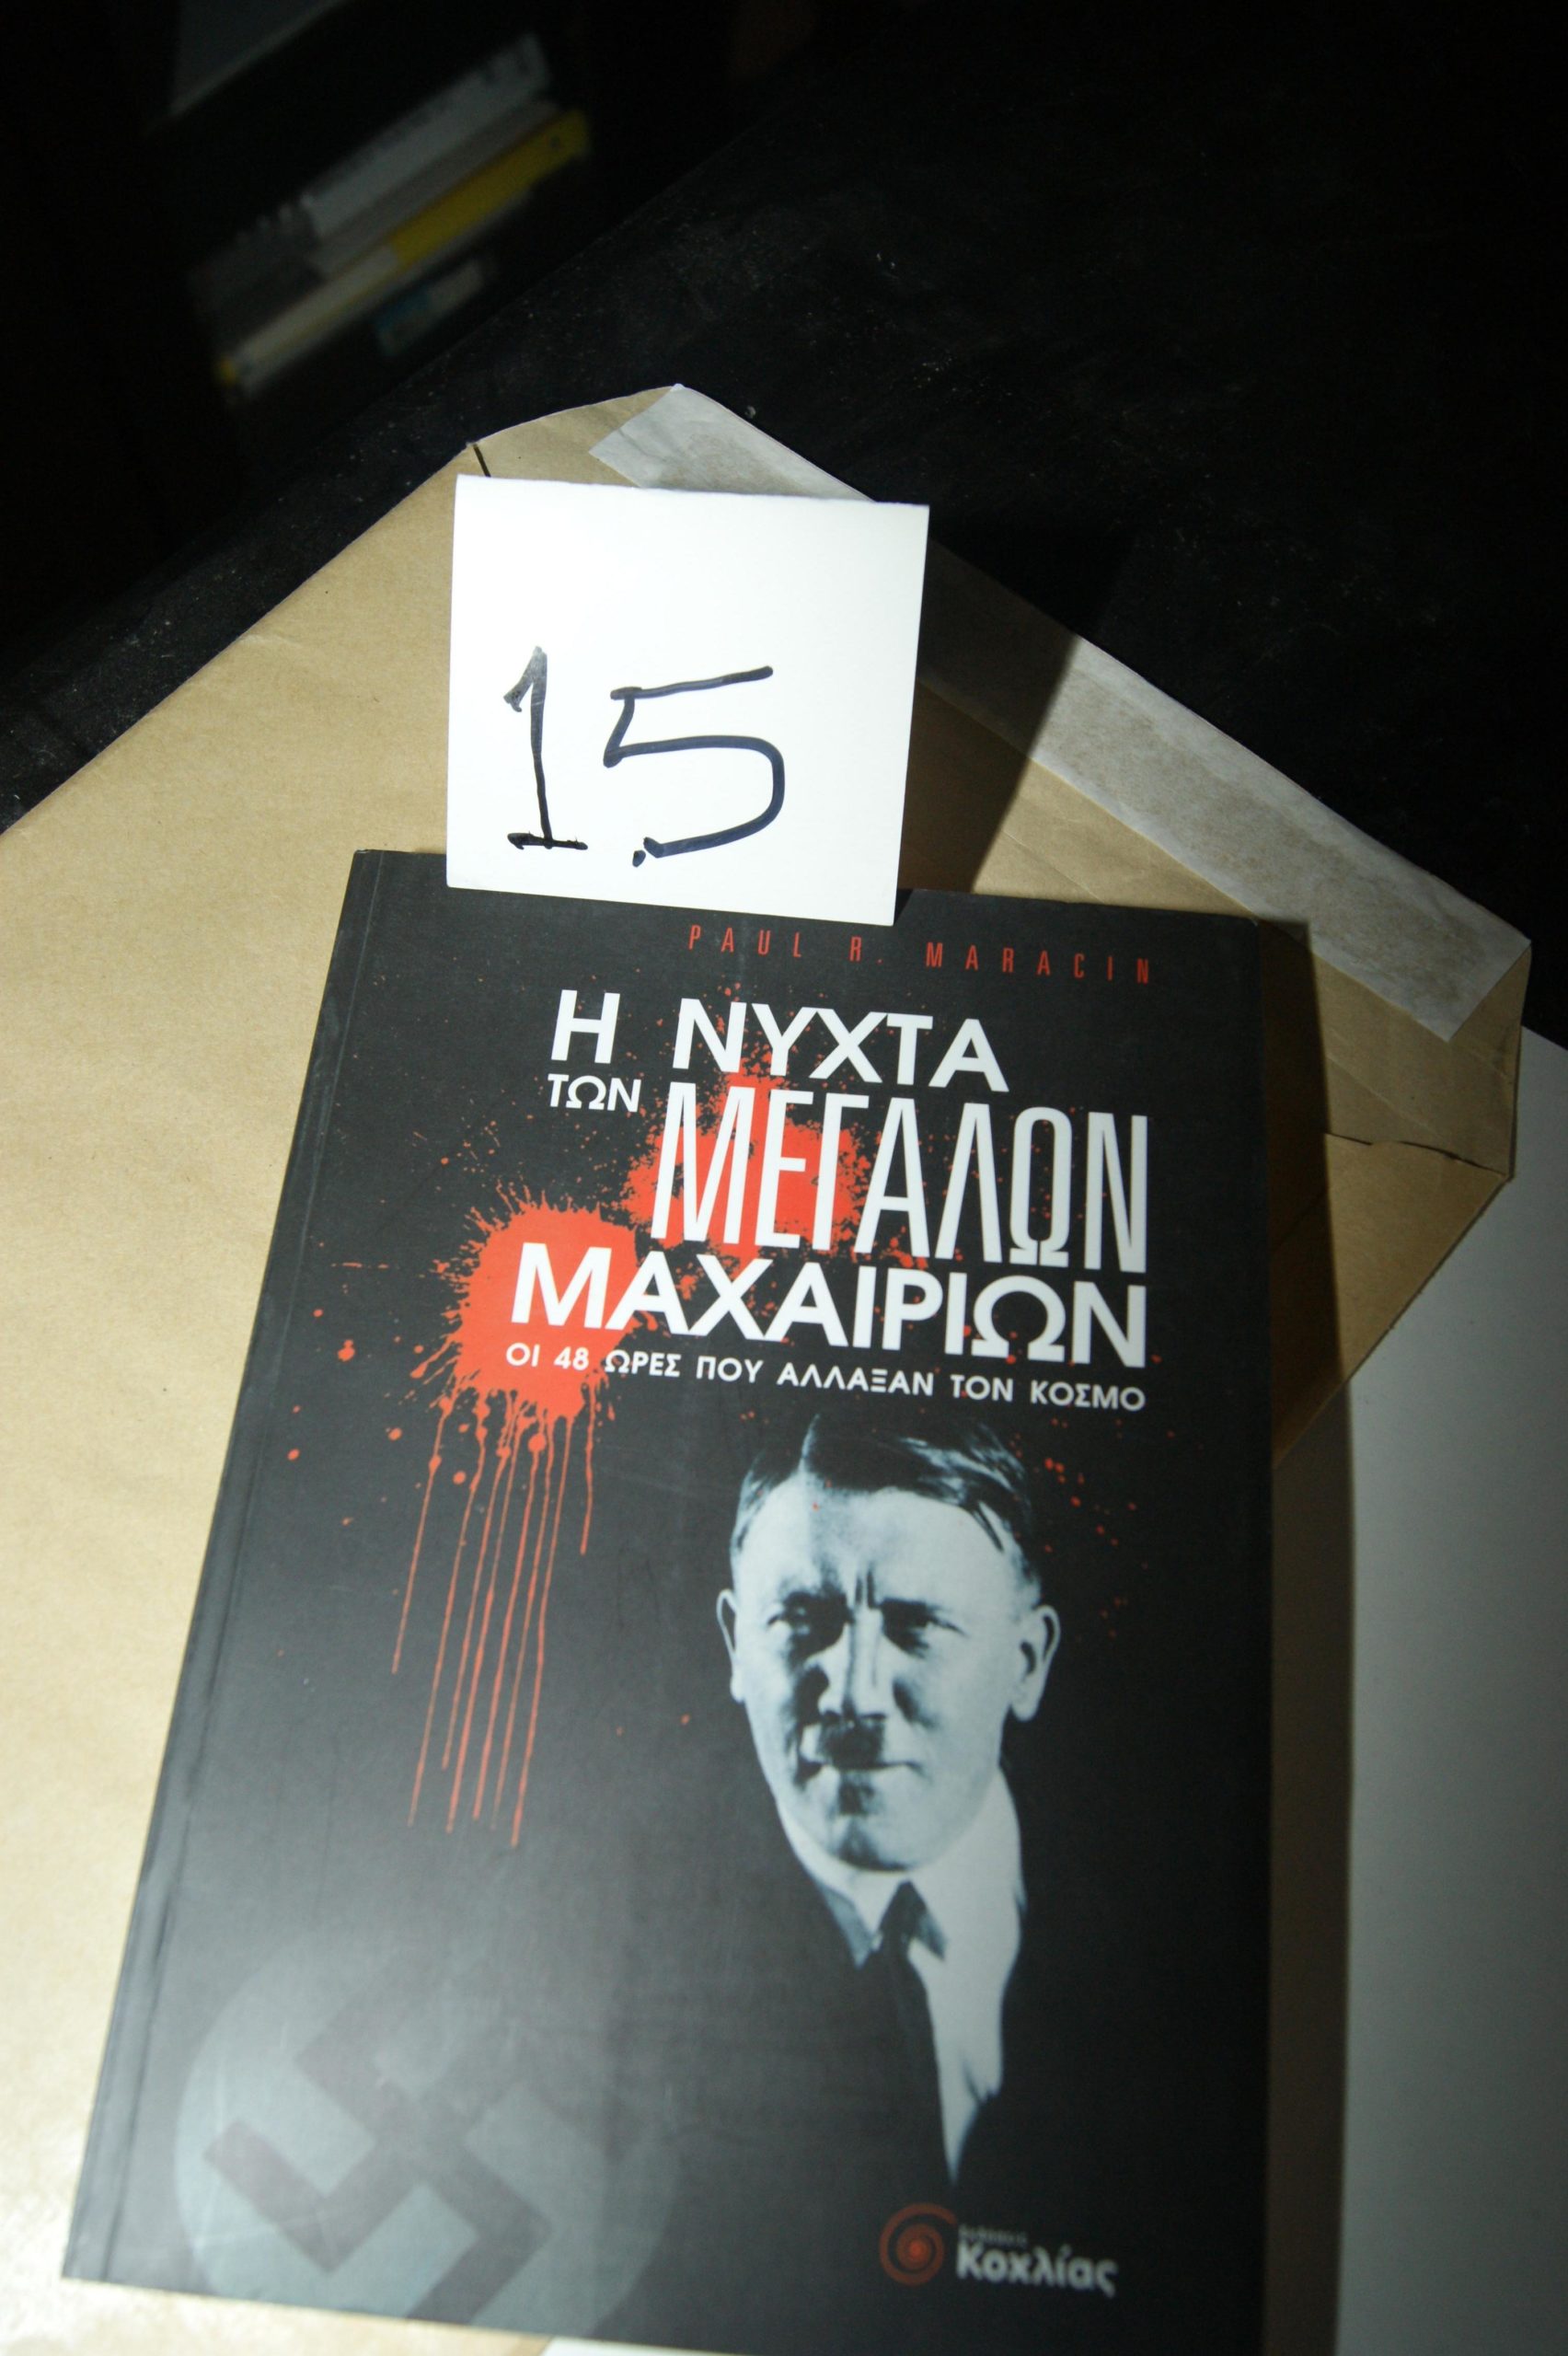 15
PAUL R. MARACIN
Η ΝΥΧΤΑ
ΤΩΝ ΜΕΓΑΛΩΝ
ΜΑΧΑΙΡΙΩΝ
ΟΙ 48 ΩΡΕΣ ΠΟΥ ΑΛΛΑΞΑΝ ΤΟΝ ΚΟΣΜΟ
Κοχλίας